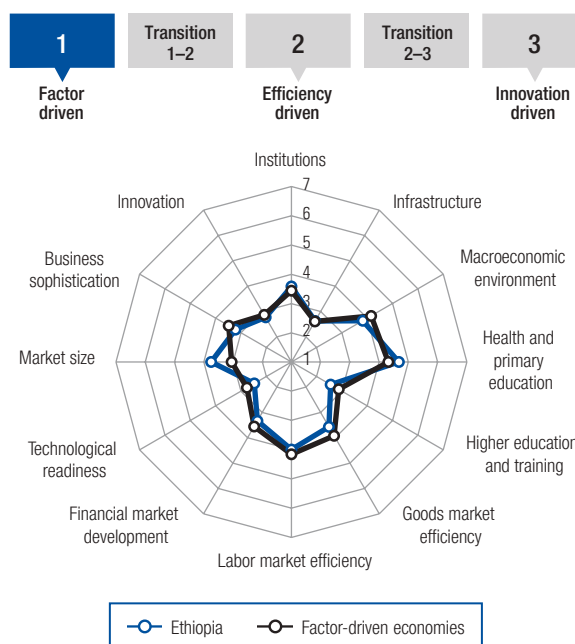 1
Transition
1–2
2
Transition
2–3
3
Factor
driven
Efficiency
driven
Innovation
driven
Institutions
7
Innovation
Infrastructure
6
5
Business
sophistication
Macroeconomic
environment
4
3
2
Market size
1
Health and
primary
education
Technological
readiness
Higher education
and training
Financial market
development
Goods market
efficiency
Labor market efficiency
Ethiopia
Factor-driven economies